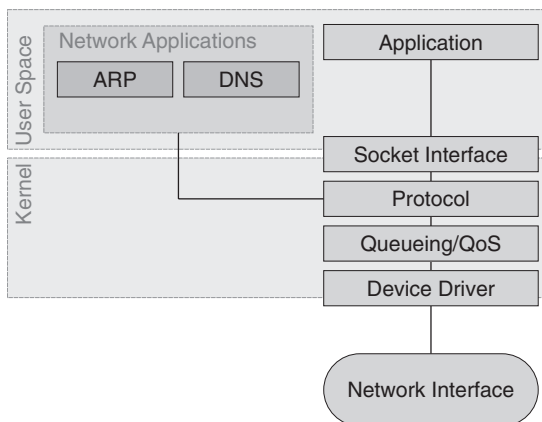 User Space
Network Applications
ARP
DNS
Application
Socket Interface
Kernel
Protocol
Queueing/QoS
Device Driver
Network Interface